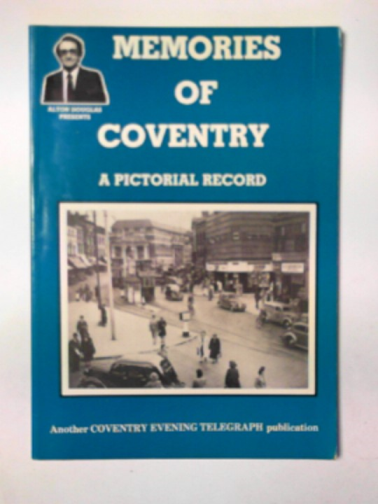 MEMORIES
OF
COVENTRY
ALTON DOUGLAS
PRESENTS
A PICTORIAL RECORD
Another COVENTRY EVENING TELEGRAPH publication